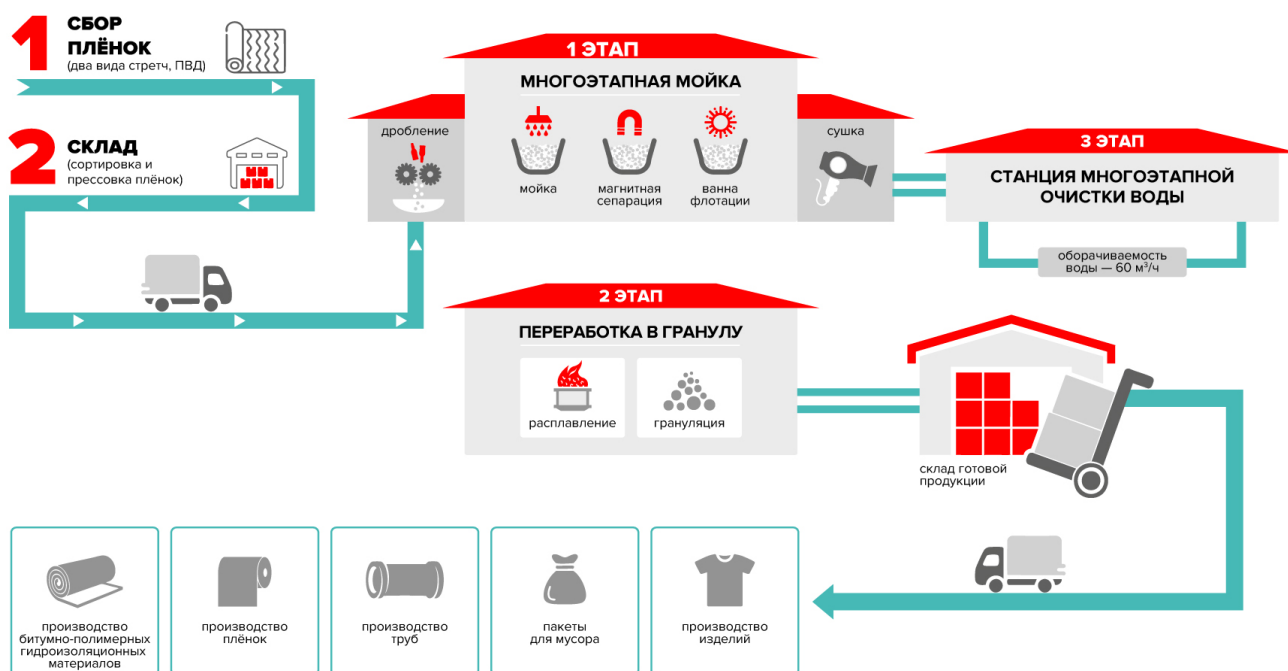 1
СБОР
ПЛЁНОК
(два вида стретч, ПВД)
2
СКЛАД
(сортировка и
прессовка плёнок)
1 ЭТАП
МНОГОЭТАПНАЯ МОЙКА
дробление
мойка
магнитная
сепарация
ванна
флотации
сушка
3 ЭТАП
СТАНЦИЯ МНОГОЭТАПНОЙ
ОЧИСТКИ ВОДЫ
оборачиваемость
воды — 60 м³/ч
2 ЭТАП
ПЕРЕРАБОТКА В ГРАНУЛУ
расплавление
грануляция
склад готовой
продукции
производство
битумно-полимерных
гидроизоляционных
материалов
производство
плёнок
производство
труб
пакеты
для мусора
производство
изделий